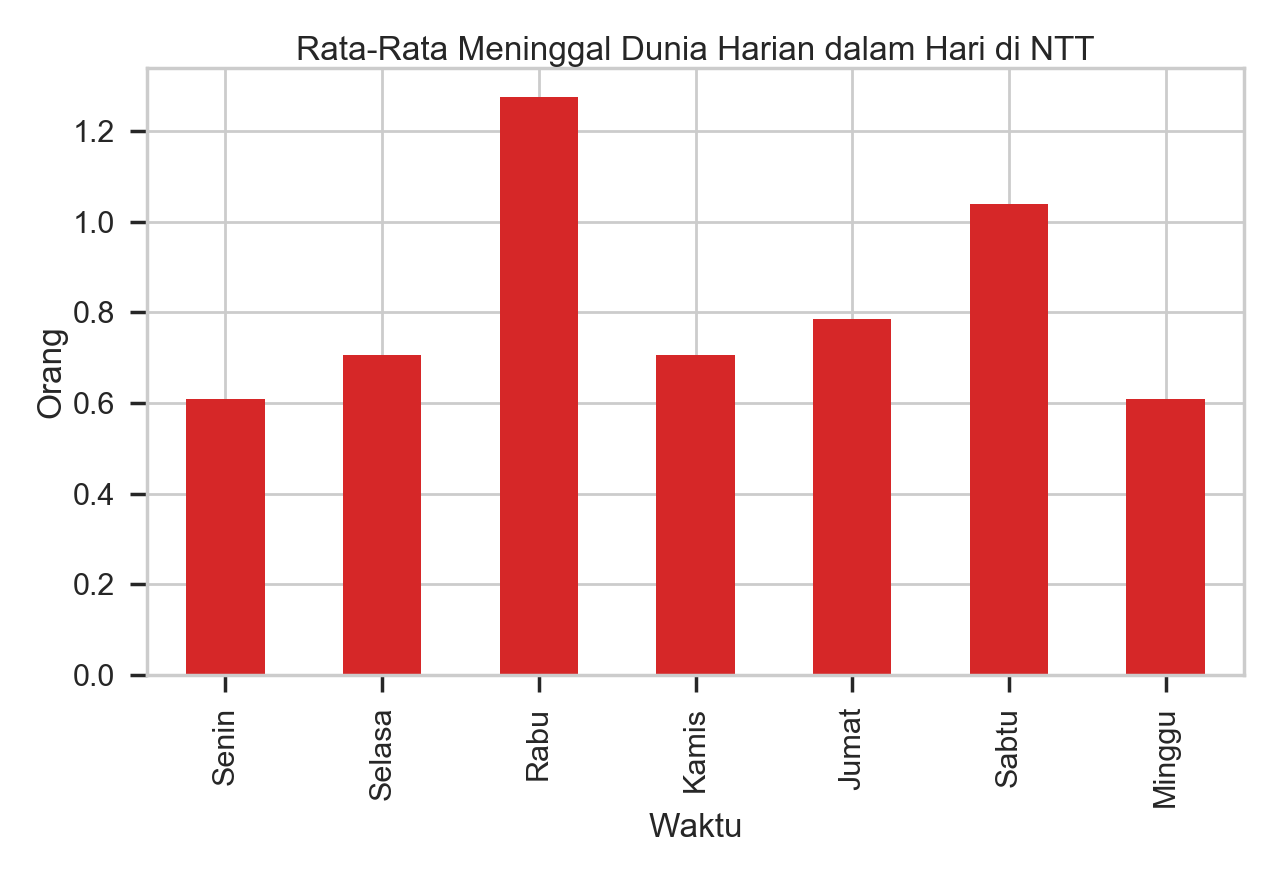 Rata-Rata Meninggal Dunia Harian dalam Hari di NTT
1.2
1.0
0.8
0.6
0.4
0.2
0.0
Orang
Senin
Selasa
Rabu
Kamis
Jumat
Sabtu
Minggu
Waktu